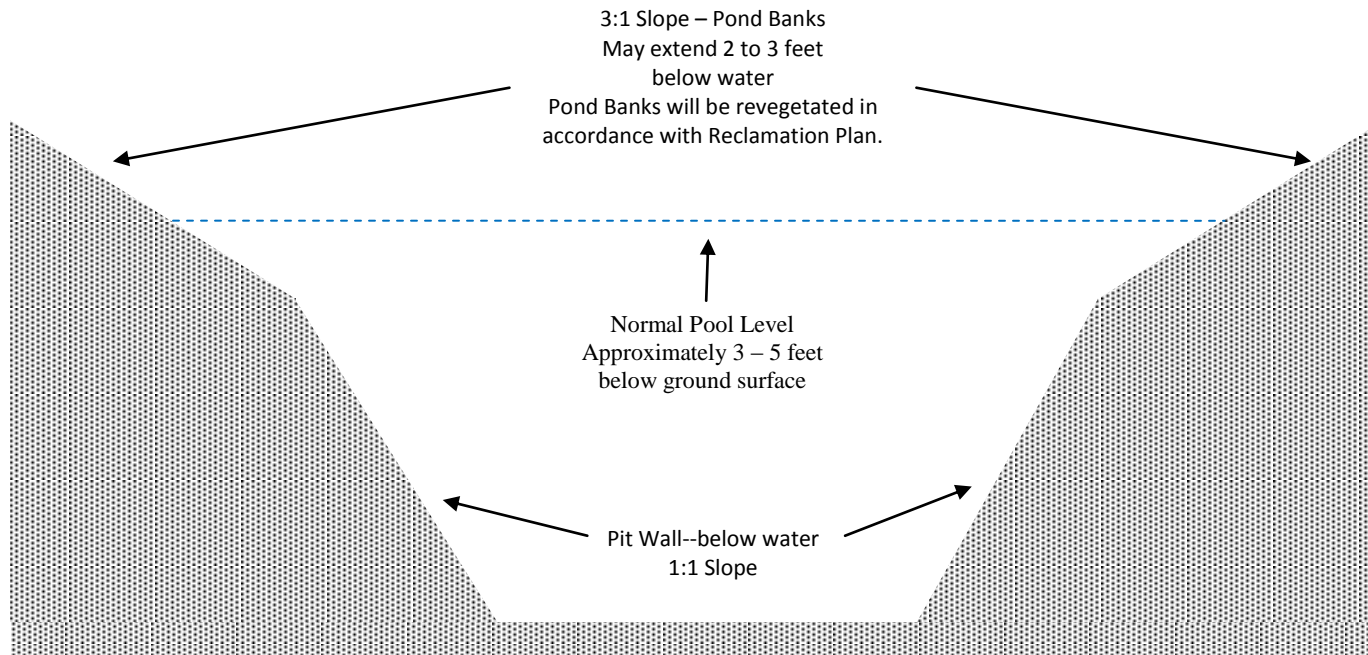 3:1 Slope – Pond Banks
May extend 2 to 3 feet
below water
Pond Banks will be revegetated in
accordance with Reclamation Plan.
Normal Pool Level
Approximately 3 – 5 feet
below ground surface
Pit Wall--below water
1:1 Slope